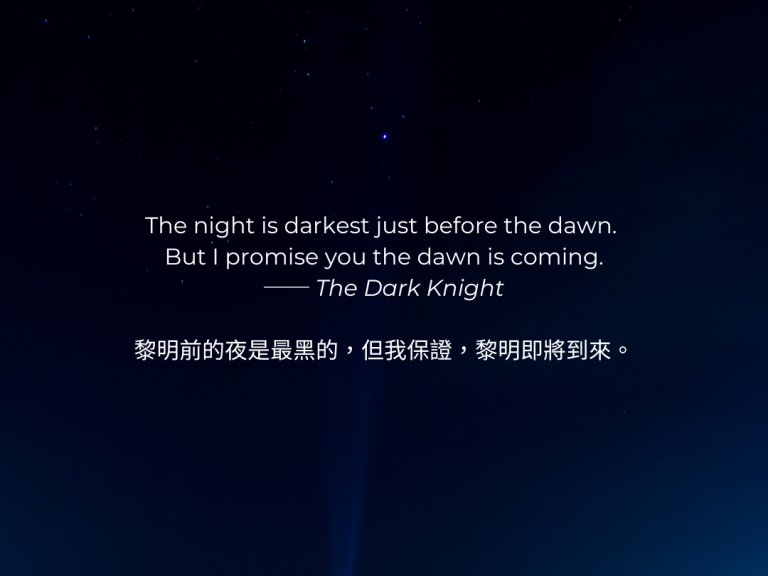 The night is darkest just before the dawn.
But I promise you the dawn is coming.
—— The Dark Knight
黎明前的夜是最黑的，但我保證，黎明即將到來。